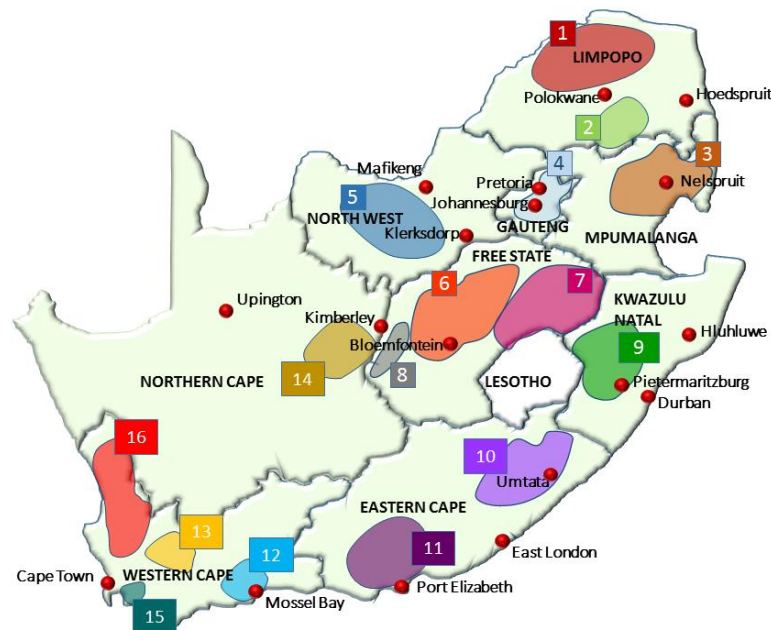 1
LIMPOPO
Polokwane
Hoedspruit
2
3
4
Mafikeng
Pretoria
Nelspruit
5
Johannesburg
NORTH WEST
GAUTENG
Klerksdorp
MPUMALANGA
FREE STATE
6
7
KWAZULU
NATAL
Upington
Kimberley
Hluhluwe
Bloemfontein
9
8
14
NORTHERN CAPE
LESOTHO
Pietermaritzburg
Durban
16
10
Umtata
EASTERN CAPE
13
12
11
East London
Cape Town
WESTERN CAPE
Port Elizabeth
Mossel Bay
15